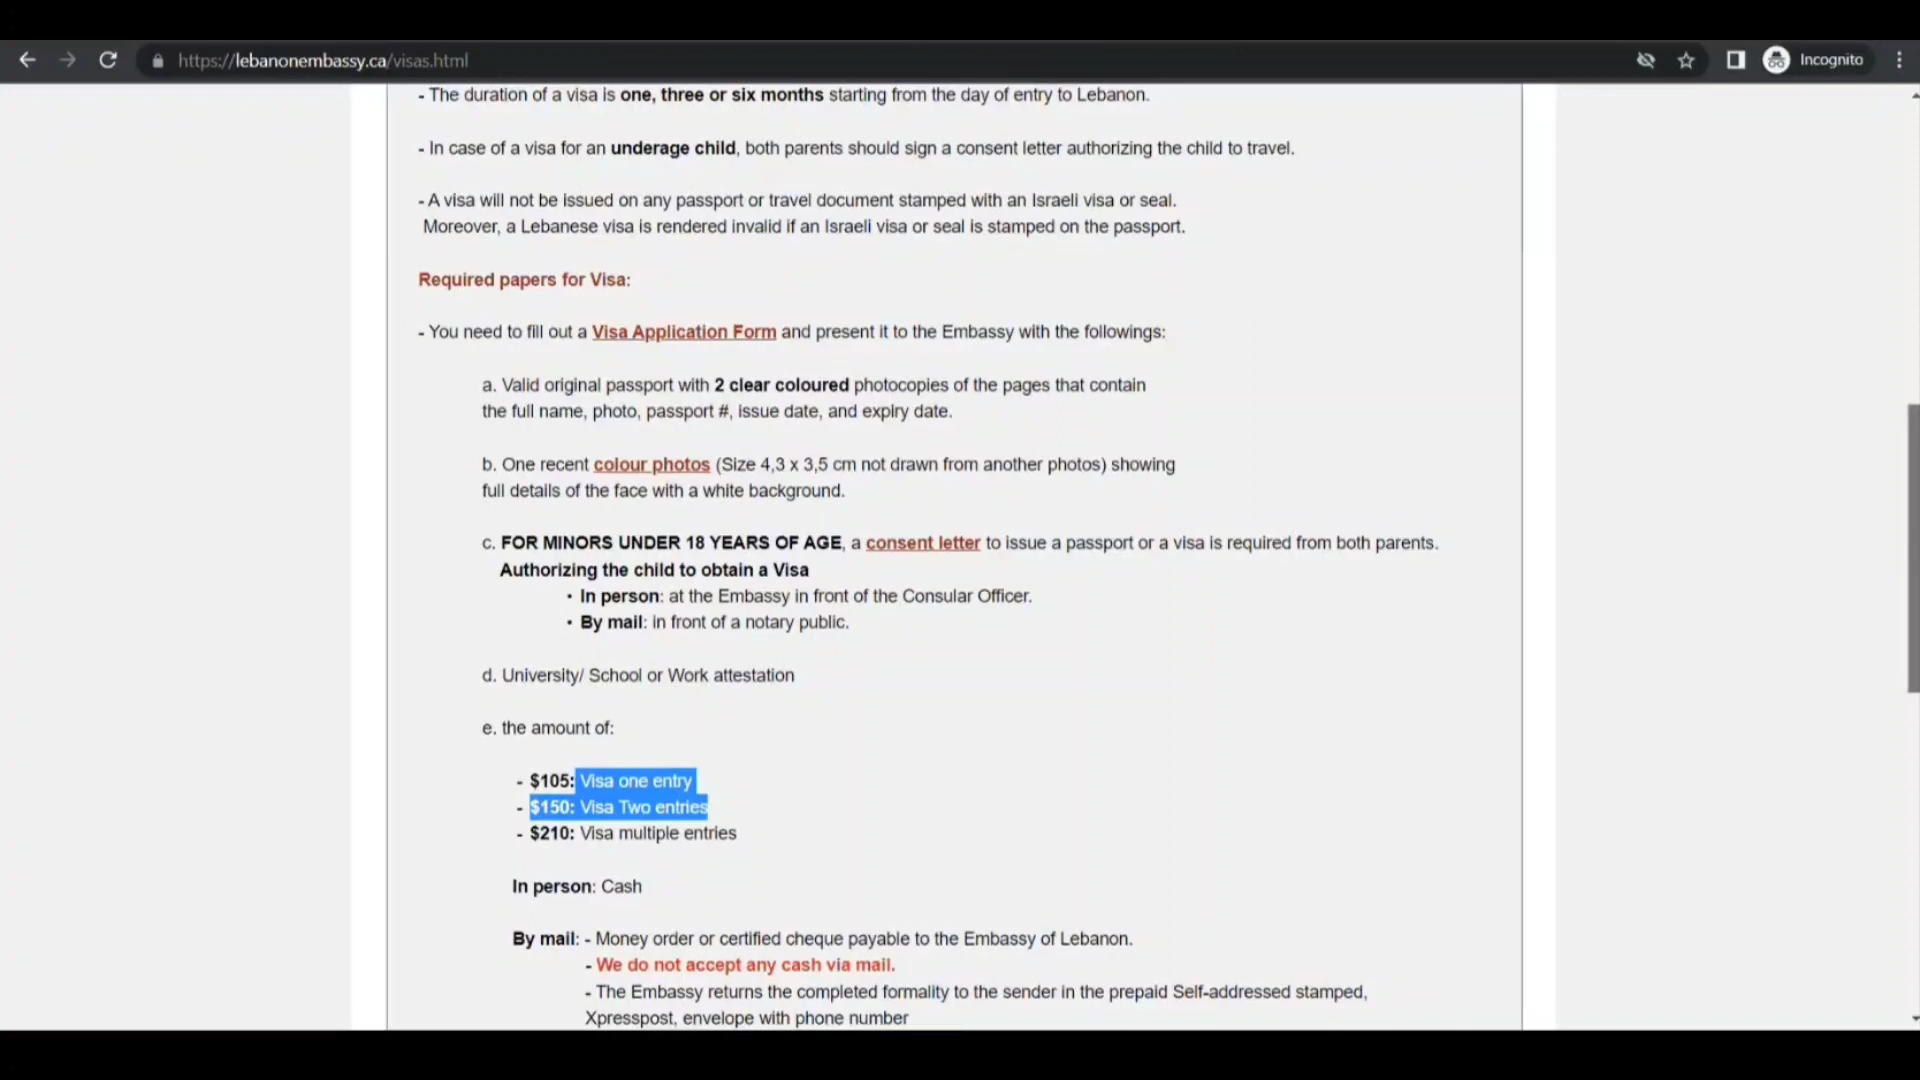 https://lebanonembassy.ca/visas.html
Incognito
- The duration of a visa is one, three or six months starting from the day of entry to Lebanon.
- In case of a visa for an underage child, both parents should sign a consent letter authorizing the child to travel.
- A visa will not be issued on any passport or travel document stamped with an Israeli visa or seal.
Moreover, a Lebanese visa is rendered invalid if an Israeli visa or seal is stamped on the passport.
Required papers for Visa:
- You need to fill out a Visa Application Form and present it to the Embassy with the followings:
a. Valid original passport with 2 clear coloured photocopies of the pages that contain
the full name, photo, passport #, issue date, and expiry date.
b. One recent colour photos (Size 4,3 x 3,5 cm not drawn from another photos) showing
full details of the face with a white background.
c. FOR MINORS UNDER 18 YEARS OF AGE, a consent letter to issue a passport or a visa is required from both parents.
Authorizing the child to obtain a Visa
• In person: at the Embassy in front of the Consular Officer.
• By mail: in front of a notary public.
d. University/ School or Work attestation
e. the amount of:
- $105: Visa one entry
- $150: Visa Two entries
- $210: Visa multiple entries
In person: Cash
By mail: - Money order or certified cheque payable to the Embassy of Lebanon.
- We do not accept any cash via mail.
- The Embassy returns the completed formality to the sender in the prepaid Self-addressed stamped,
Xpresspost, envelope with phone number